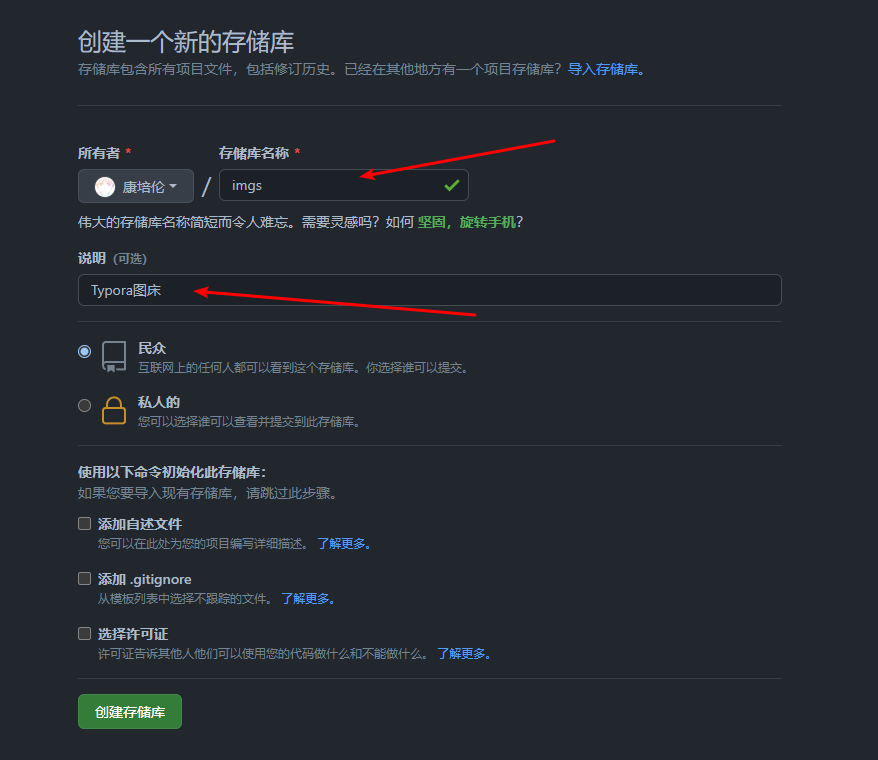 创建一个新的存储库
存储库包含所有项目文件，包括修订历史。已经在其他地方有一个项目存储库？导入存储库。
所有者 * 存储库名称 *
康培伦 / imgs
伟大的存储库名称简短而令人难忘。需要灵感吗？如何 坚固，旋转手机？
说明 (可选)
Typora图床
民众
互联网上的任何人都可以看到这个存储库。你选择谁可以提交。
私人的
您可以选择谁可以查看并提交到此存储库。
使用以下命令初始化此存储库：
如果您要导入现有存储库，请跳过此步骤。
添加自述文件
您可以在此处为您的项目编写详细描述。 了解更多。
添加 .gitignore
从模板列表中选择不跟踪的文件。 了解更多。
选择许可证
许可证告诉其他人他们可以使用您的代码做什么和不能做什么。 了解更多。
创建存储库